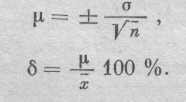 μ = ± σ / √n ,
δ = μ / x̄ 100 %.